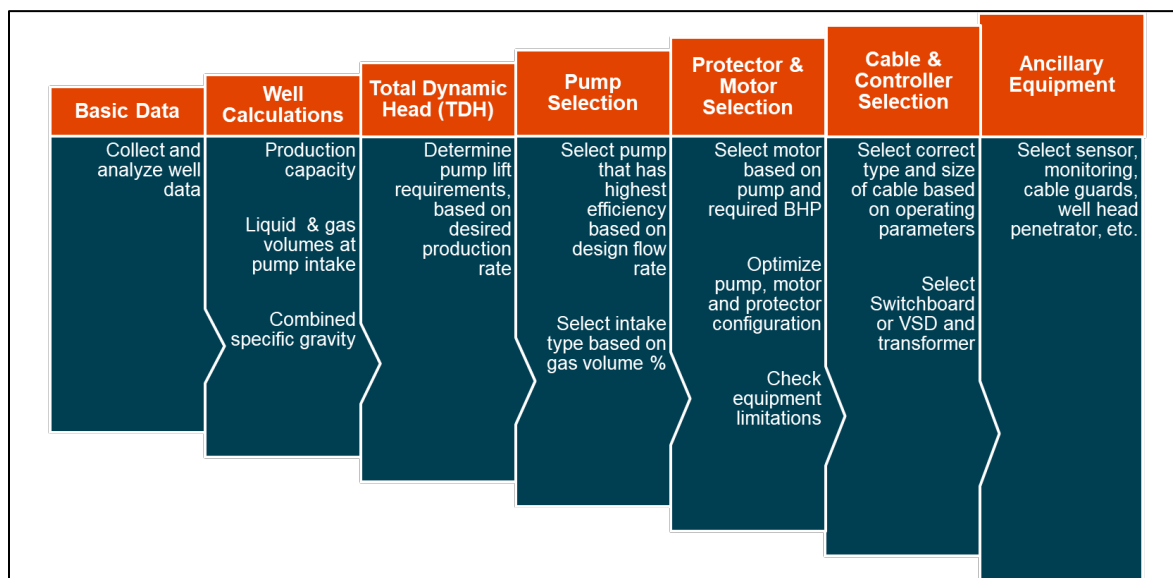 Basic Data
Collect and
analyze well
data
Well
Calculations
Production
capacity
Liquid & gas
volumes at
pump intake
Combined
specific gravity
Total Dynamic
Head (TDH)
Determine
pump lift
requirements,
based on
desired
production
rate
Pump
Selection
Select pump
that has
highest
efficiency
based on
design flow
rate
Select intake
type based on
gas volume %
Protector &
Motor
Selection
Select motor
based on
pump and
required BHP
Optimize
pump, motor
and protector
configuration
Check
equipment
limitations
Cable &
Controller
Selection
Select correct
type and size
of cable based
on operating
parameters
Select
Switchboard
or VSD and
transformer
Ancillary
Equipment
Select sensor,
monitoring,
cable guards,
well head
penetrator, etc.